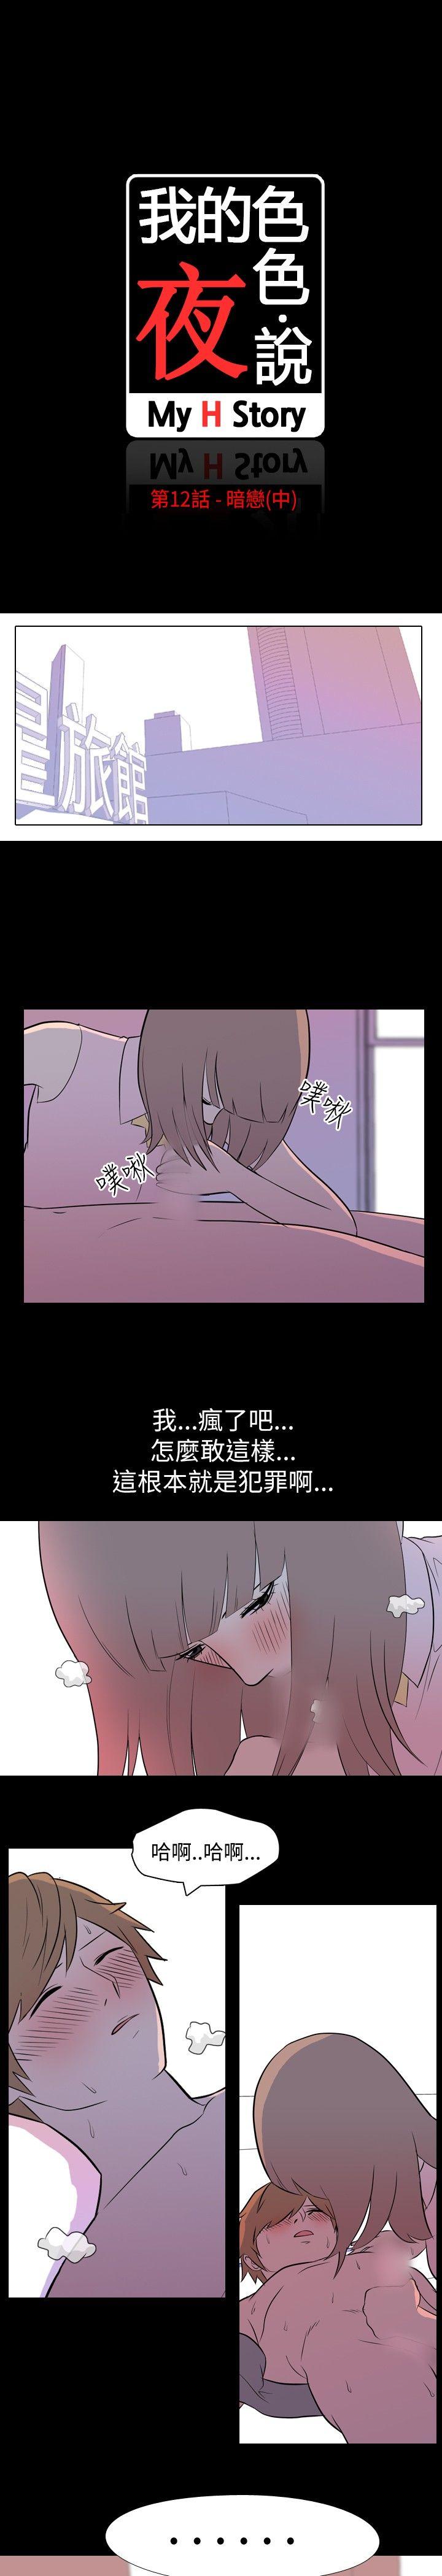 我的色
色
夜・說
My H Story
My H Story
第12話 - 暗戀(中)
旅館
噗啾
噗啾
我...瘋了吧...
怎麼敢這樣...
這根本就是犯罪啊...
哈啊..哈啊...
......